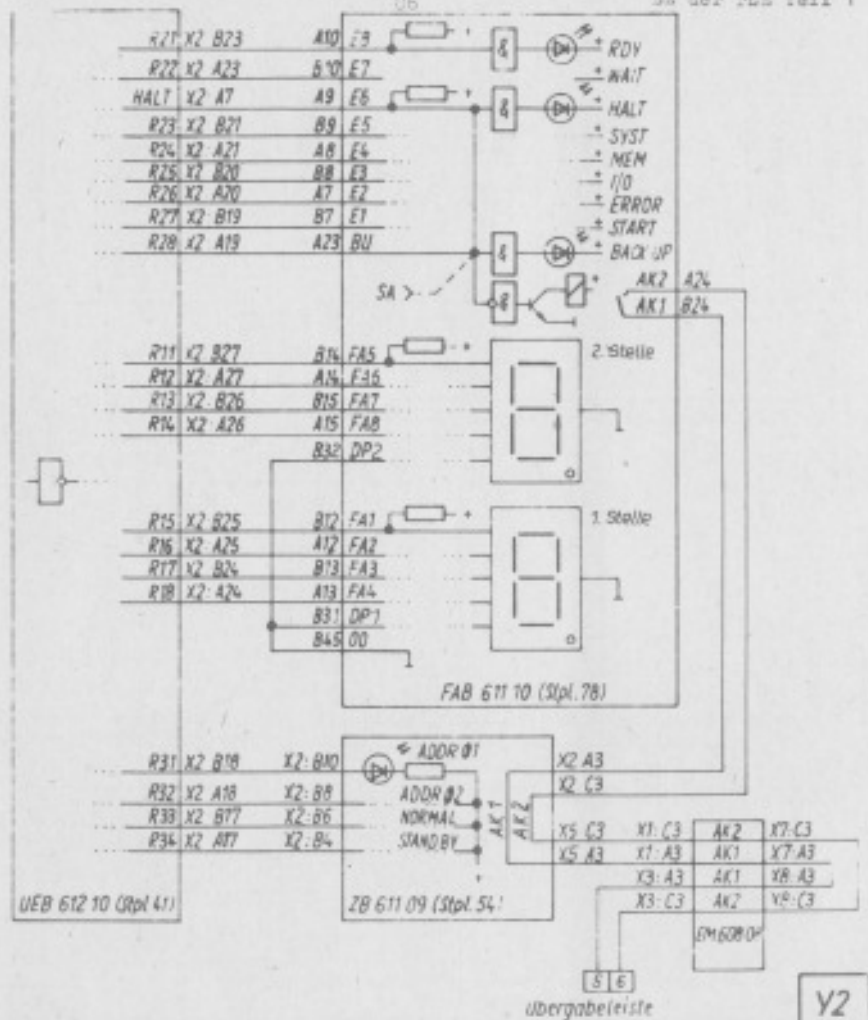 R21 X2 B23 A10 E8 & + RDY
R22 X2 A23 B10 E7 + WAIT
HALT X2 A7 A9 E6 & + HALT
R23 X2 B21 B9 E5 + SYST
R24 X2 A21 A8 E4 + MEM
R25 X2 B20 B8 E3 + I/O
R26 X2 A20 A7 E2 + ERROR
R27 X2 B19 B7 E1 + START
R28 X2 A19 A23 BU & + BACK UP
SA & +
AK2 A24
AK1 B24
R11 X2 B27 B14 FA5 + 2. Stelle
R12 X2 A27 A14 FA6
R13 X2 B26 B15 FA7
R14 X2 A26 A15 FA8
B32 DP2
R15 X2 B25 B12 FA1 + 1. Stelle
R16 X2 A25 A12 FA2
R17 X2 B24 B13 FA3
R18 X2 A24 A13 FA4
B31 DP1
B45 00
FAB 611 10 (Stpl. 78)
R31 X2 B18 X2:B10 ADDR Ø1
R32 X2 A18 X2:B8 ADDR Ø2
R33 X2 B17 X2:B6 NORMAL
R34 X2 A17 X2:B4 STAND BY
AK1 AK2
X2 A3
X2 C3
X5 C3 X1:C3 AK2 X7:C3
X5 A3 X1:A3 AK1 X7:A3
X3:A3 AK1 X8:A3
X3:C3 AK2 X8:C3
UEB 612 10 (Stpl 41)
ZB 611 09 (Stpl. 54)
5 6
Übergabeleiste
Y2